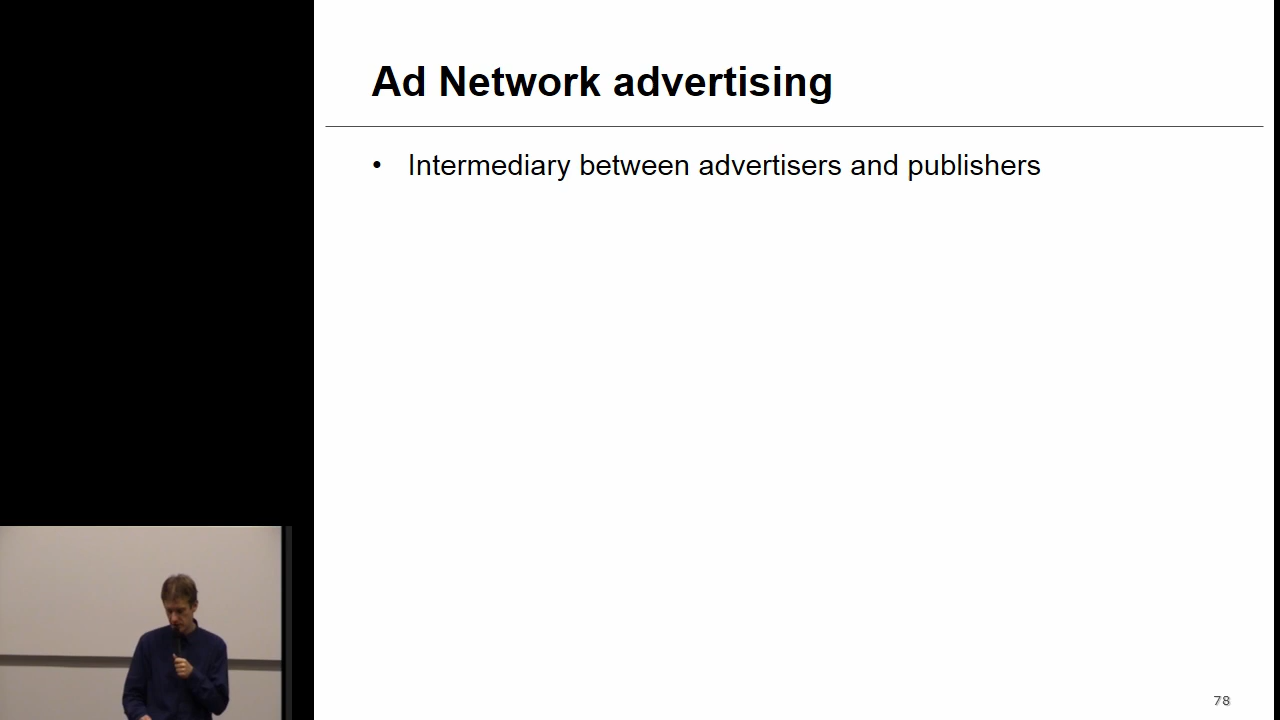 Ad Network advertising
• Intermediary between advertisers and publishers
78